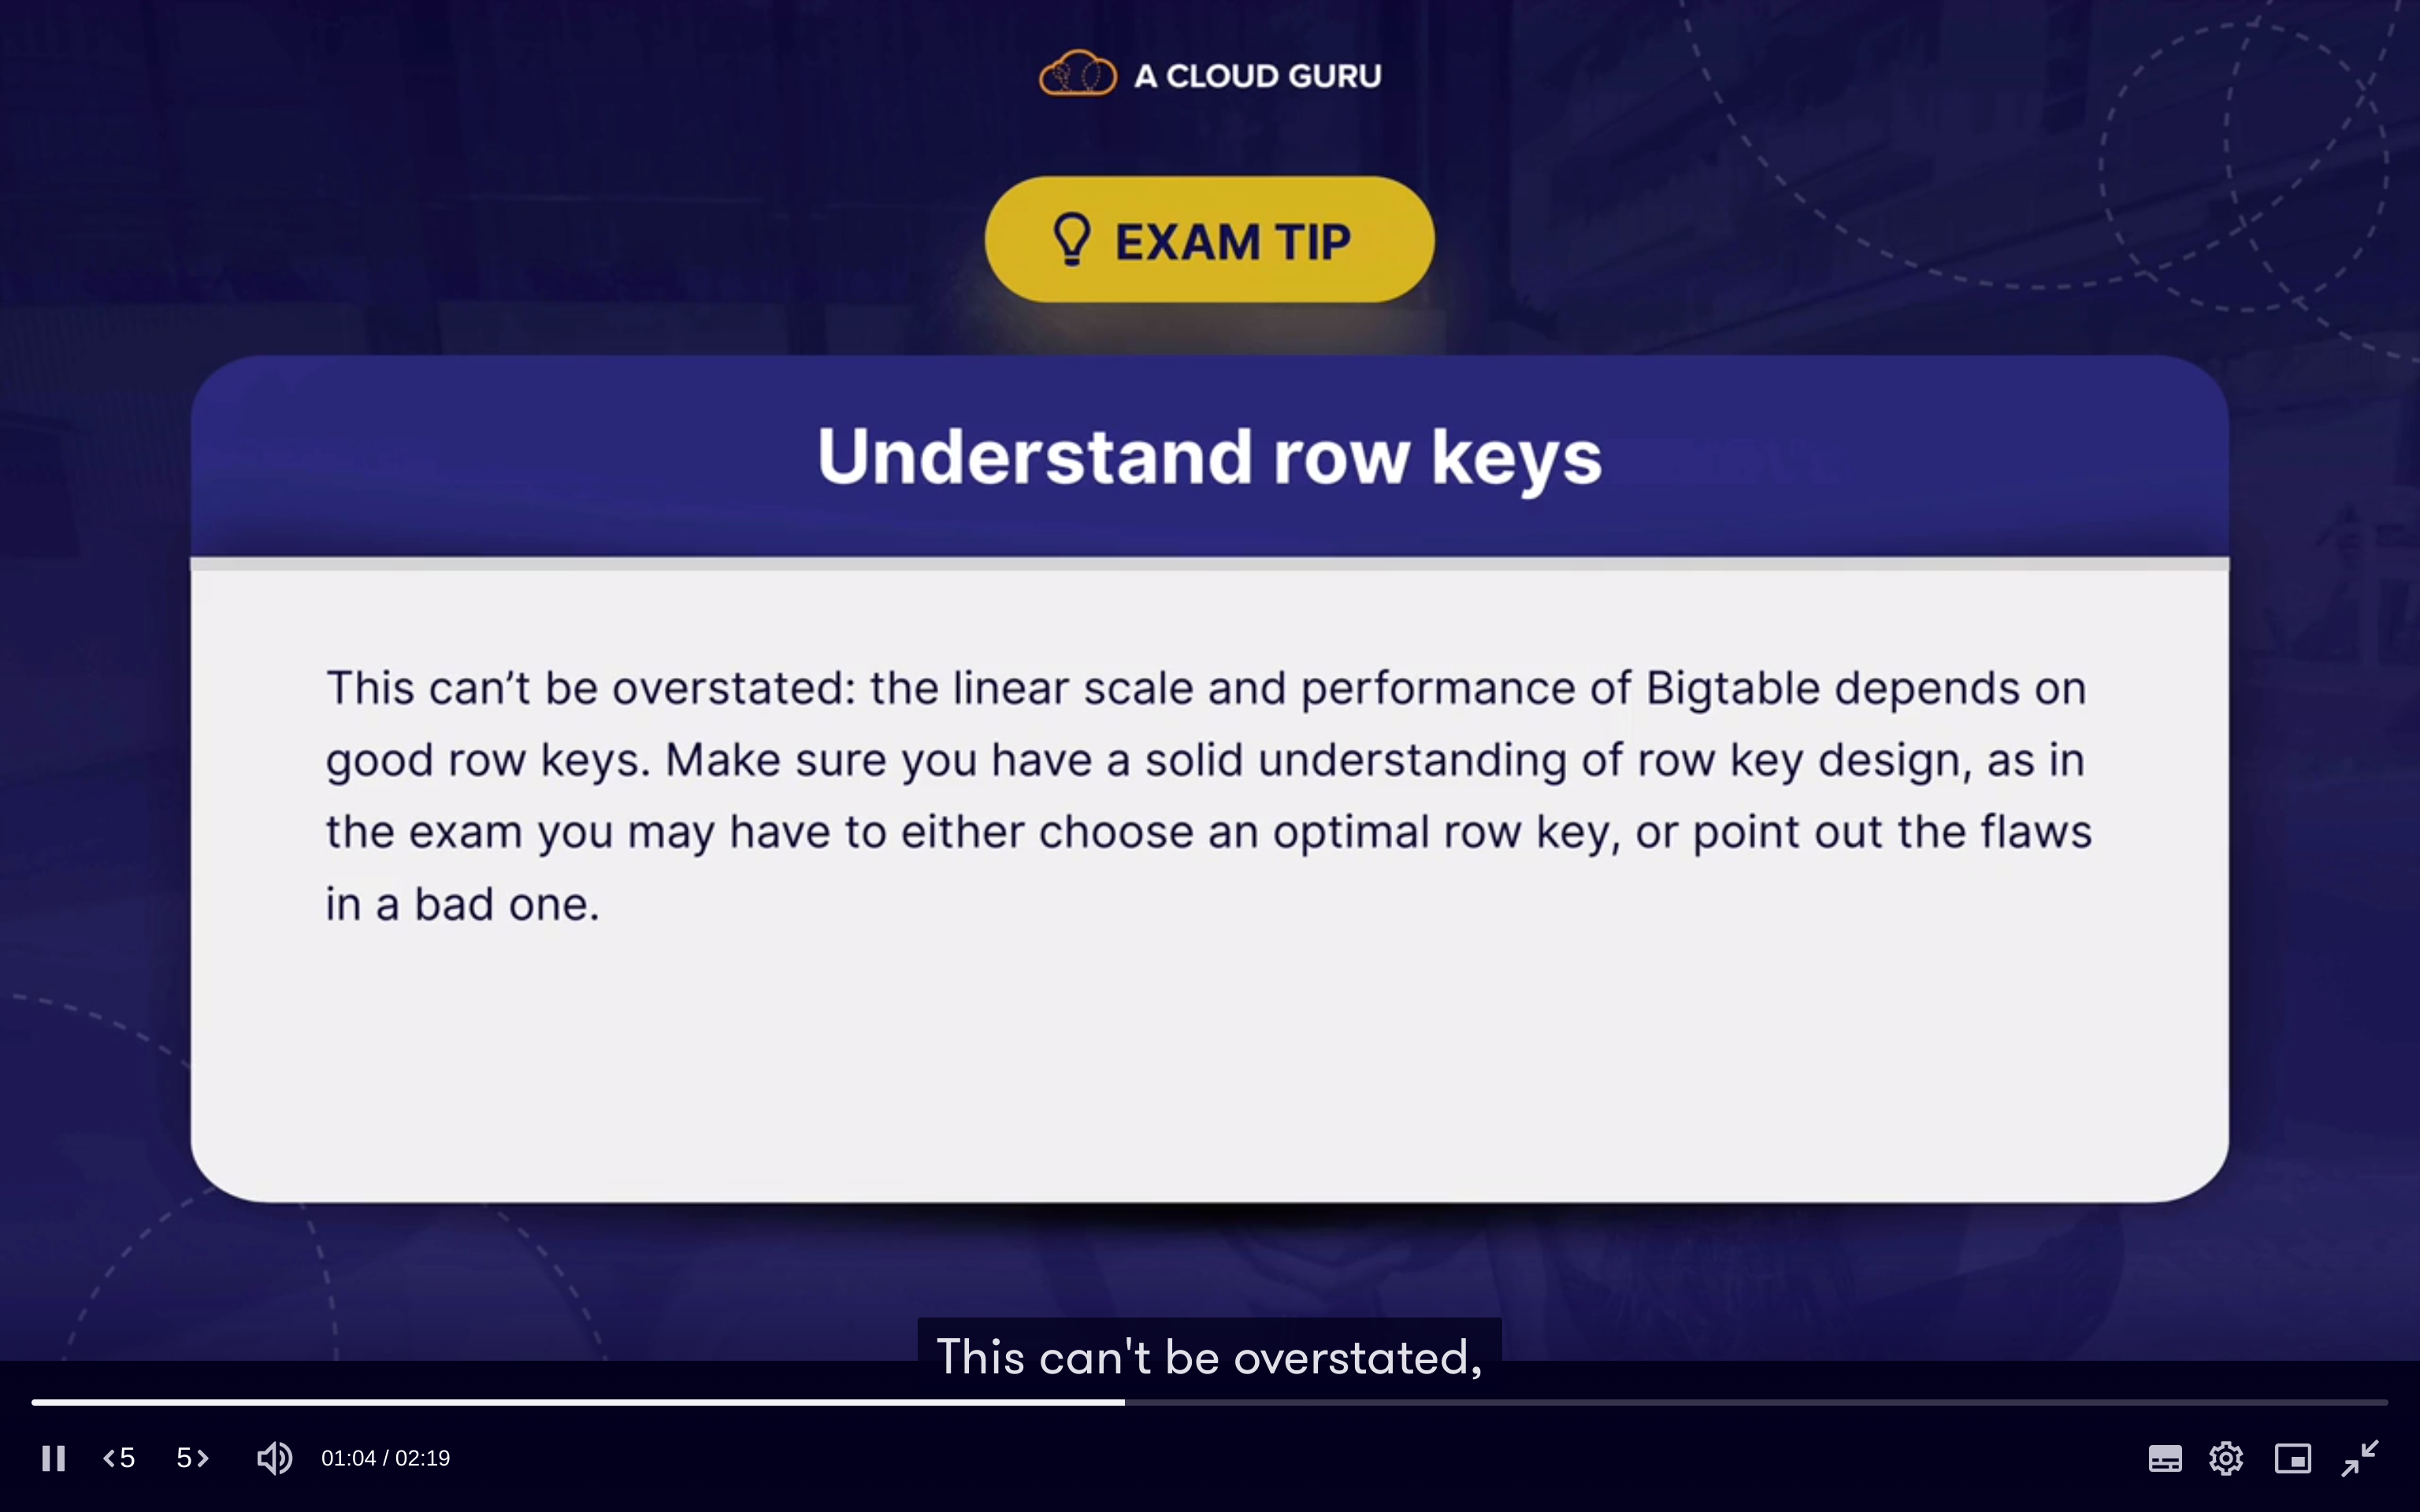 A CLOUD GURU
EXAM TIP
Understand row keys
This can’t be overstated: the linear scale and performance of Bigtable depends on
good row keys. Make sure you have a solid understanding of row key design, as in
the exam you may have to either choose an optimal row key, or point out the flaws
in a bad one.
This can't be overstated,
<5 5> 01:04 / 02:19